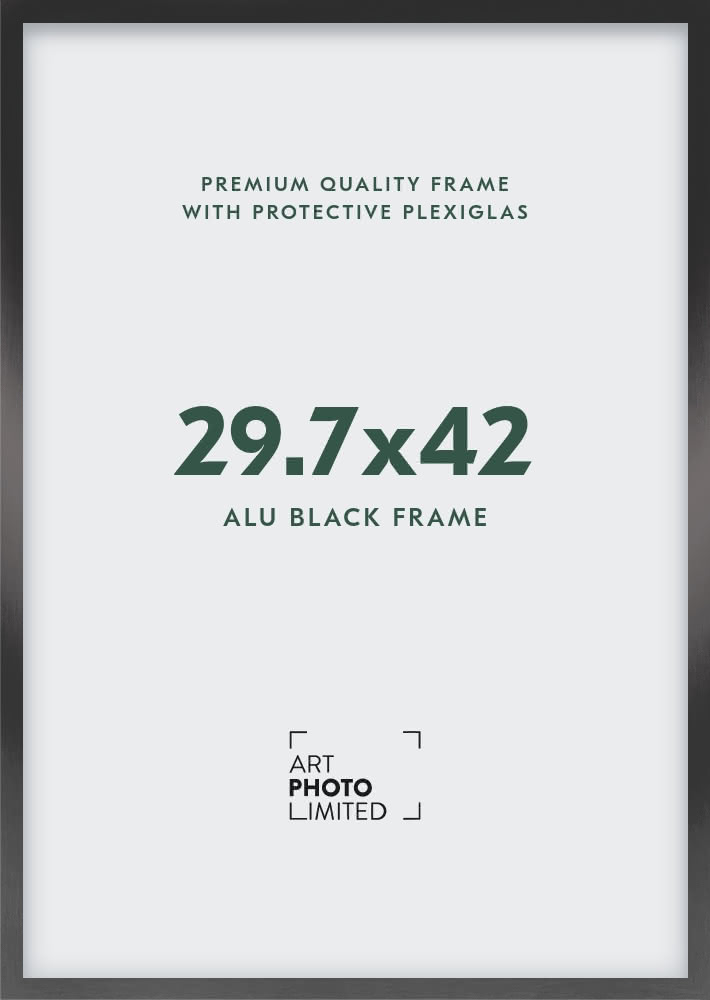 PREMIUM QUALITY FRAME
WITH PROTECTIVE PLEXIGLAS
29.7x42
ALU BLACK FRAME
ART
PHOTO
LIMITED